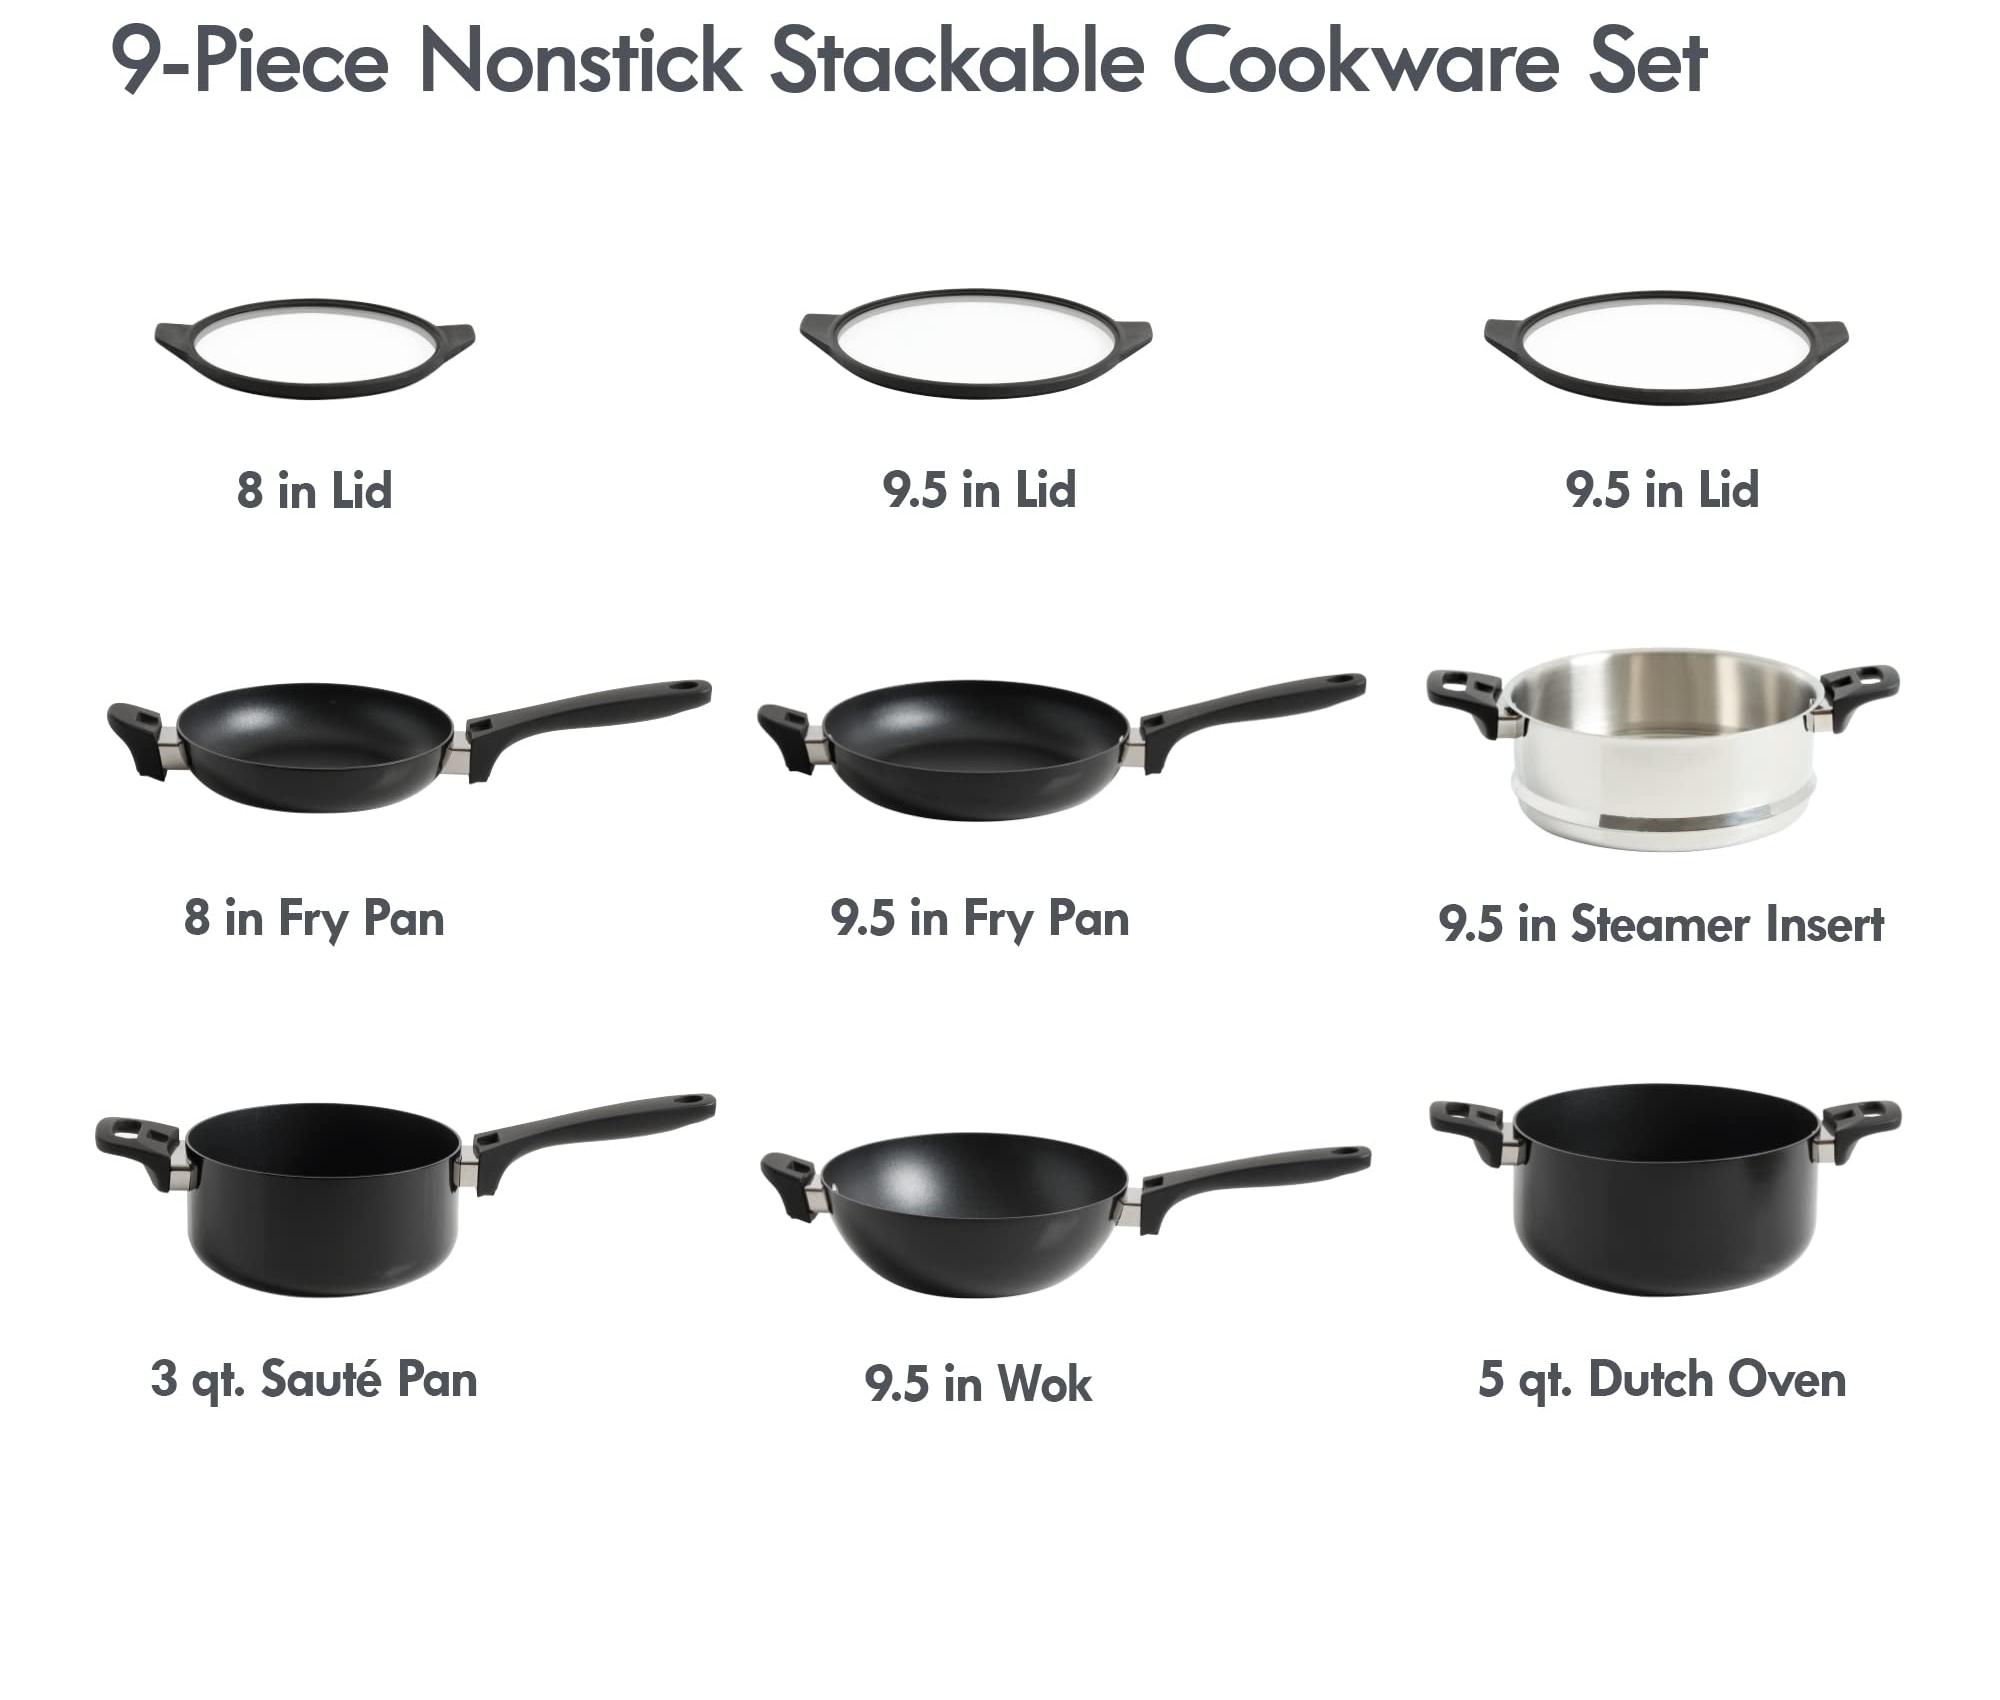 9-Piece Nonstick Stackable Cookware Set
8 in Lid
9.5 in Lid
9.5 in Lid
8 in Fry Pan
9.5 in Fry Pan
9.5 in Steamer Insert
3 qt. Sauté Pan
9.5 in Wok
5 qt. Dutch Oven